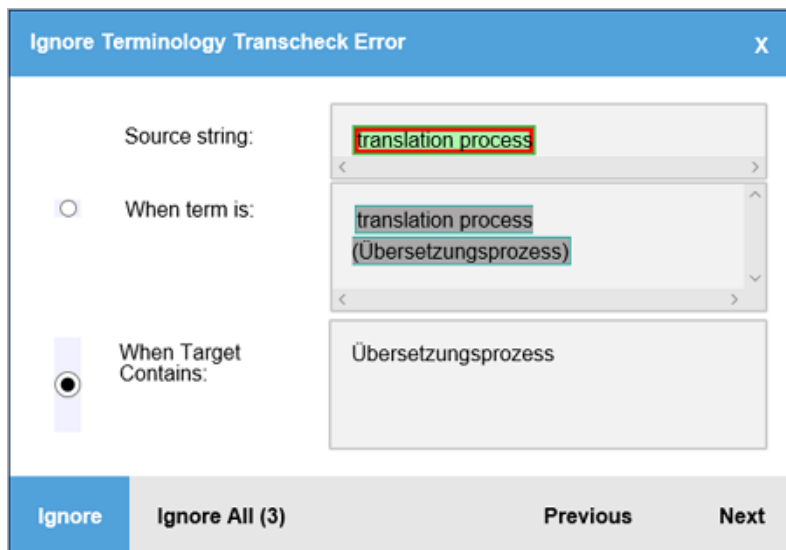 Ignore Terminology Transcheck Error X
Source string: translation process
When term is: translation process
(Übersetzungsprozess)
When Target
Contains:
Übersetzungsprozess
Ignore Ignore All (3) Previous Next